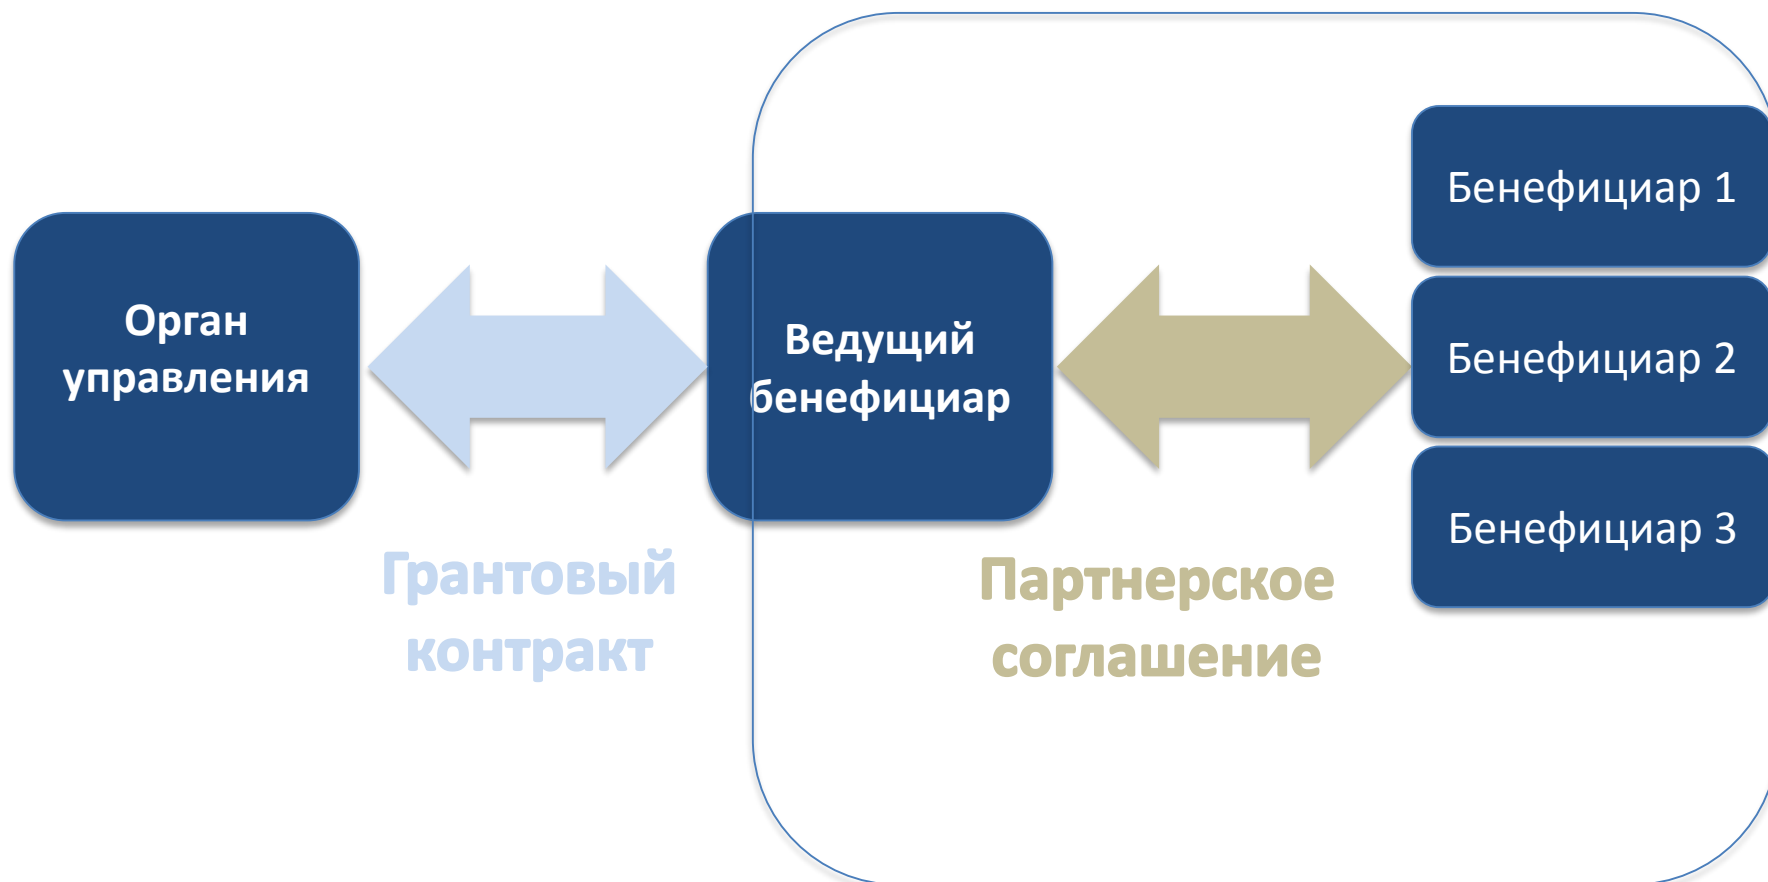 Орган
управления
Ведущий
бенефициар
Бенефициар 1
Бенефициар 2
Бенефициар 3
Грантовый
контракт
Партнерское
соглашение